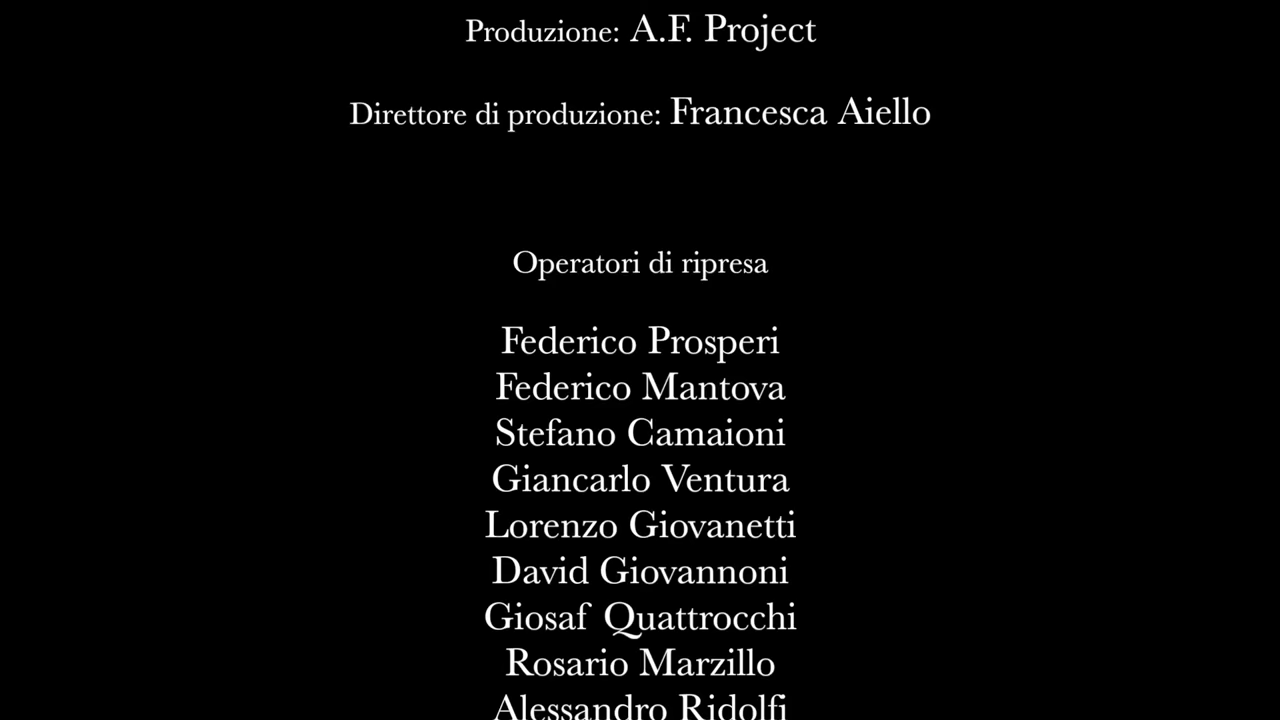 Produzione: A.F. Project
Direttore di produzione: Francesca Aiello
Operatori di ripresa
Federico Prosperi
Federico Mantova
Stefano Camaioni
Giancarlo Ventura
Lorenzo Giovanetti
David Giovannoni
Giosaf Quattrocchi
Rosario Marzillo
Alessandro Ridolfi